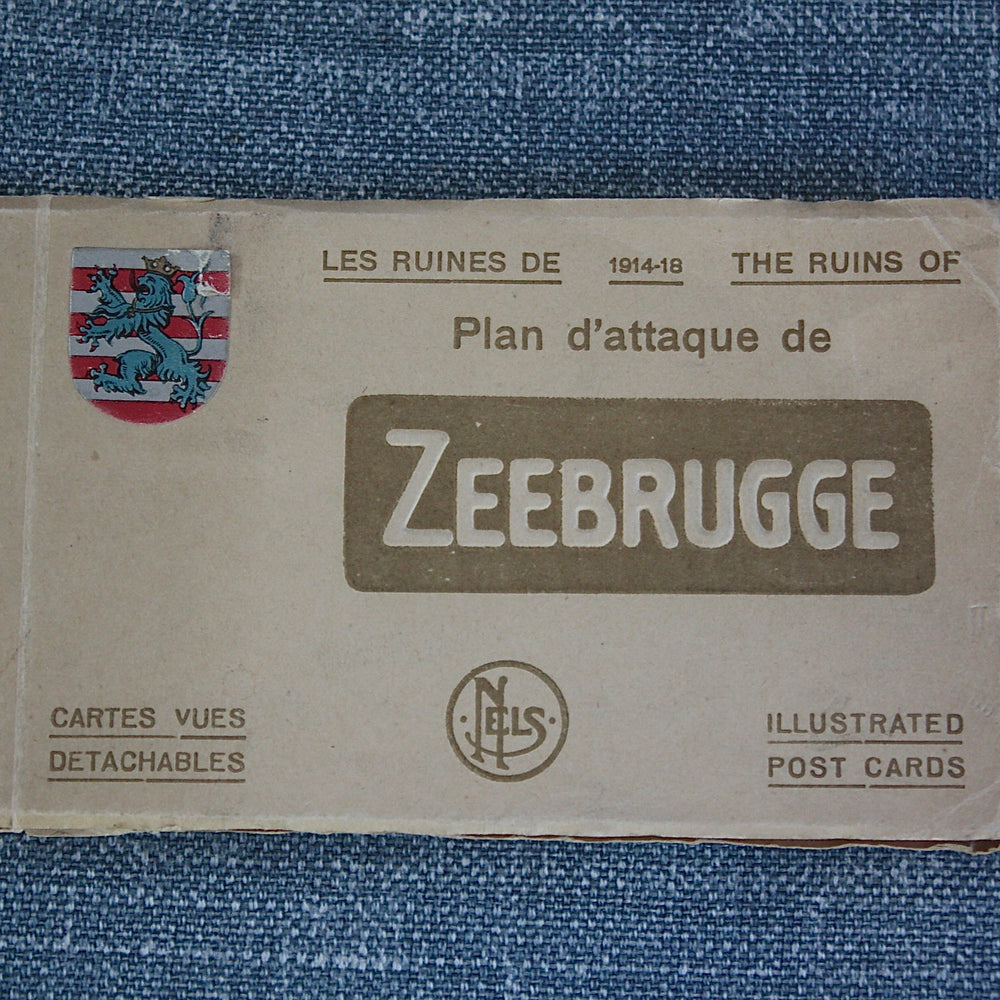 LES RUINES DE 1914-18 THE RUINS OF
Plan d'attaque de
ZEEBRUGGE
CARTES VUES
DETACHABLES
NELS
ILLUSTRATED
POST CARDS